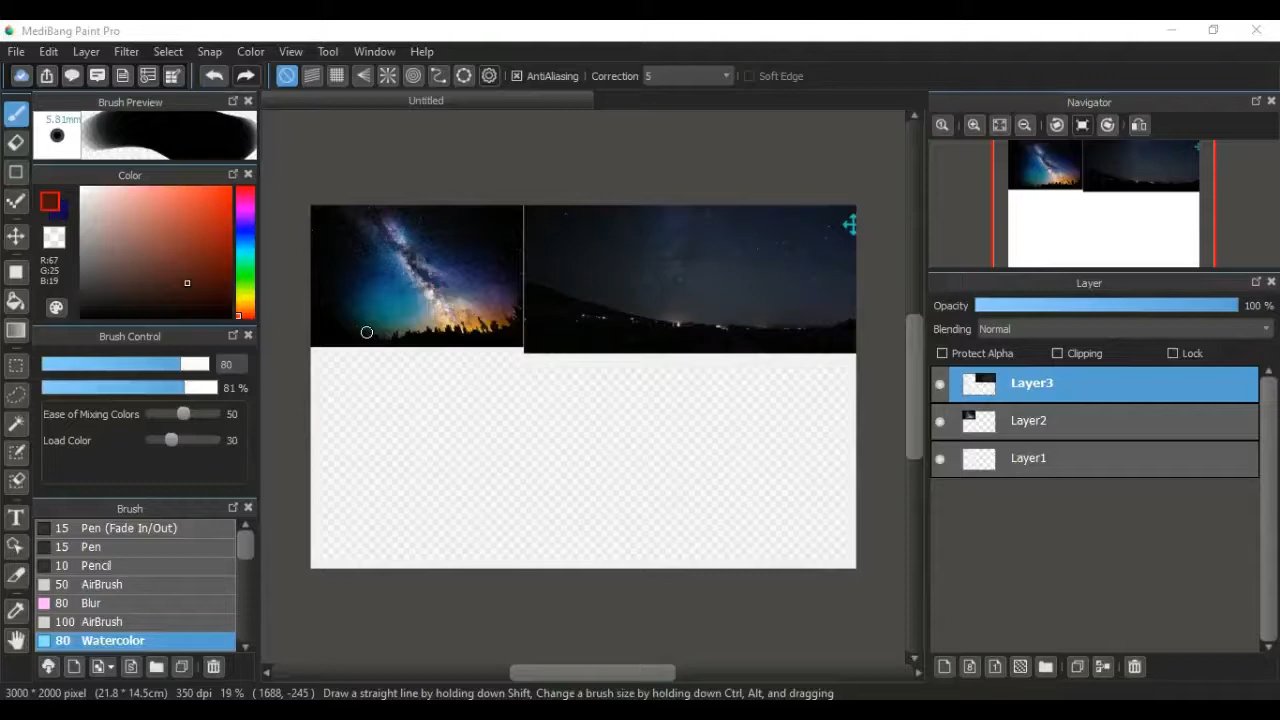 MediBang Paint Pro
File Edit Layer Filter Select Snap Color View Tool Window Help
AntiAliasing Correction 5 Soft Edge
Brush Preview
Untitled
Navigator
5.81mm
Color
R:67
G:25
B:19
Layer
Opacity 100 %
Blending Normal
Brush Control
Protect Alpha Clipping Lock
80
81 %
Layer3
Ease of Mixing Colors 50
Layer2
Load Color 30
Layer1
Brush
15 Pen (Fade In/Out)
15 Pen
10 Pencil
50 AirBrush
80 Blur
100 AirBrush
80 Watercolor
3000 * 2000 pixel (21.8 * 14.5cm) 350 dpi 19 % ( 1688, -245) Draw a straight line by holding down Shift, Change a brush size by holding down Ctrl, Alt, and dragging